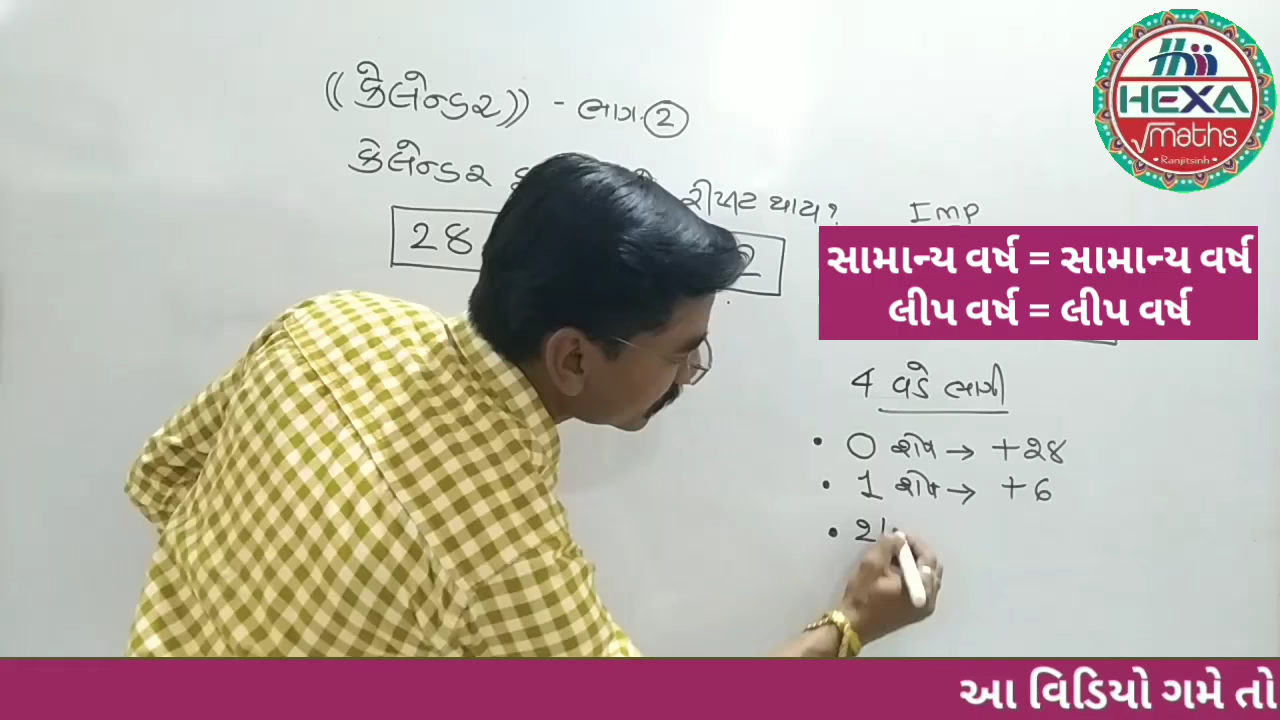 ((કેલેન્ડર)) - ભાગ. 2
કેલેન્ડર
રીપીટ થાય?
Imp
28
2
HEXA
maths
Ranjitsinh
સામાન્ય વર્ષ = સામાન્ય વર્ષ
લીપ વર્ષ = લીપ વર્ષ
4 વડે ભાગી
• 0 શેષ → +28
• 1 શેષ → +6
• 2
આ વિડિયો ગમે તો